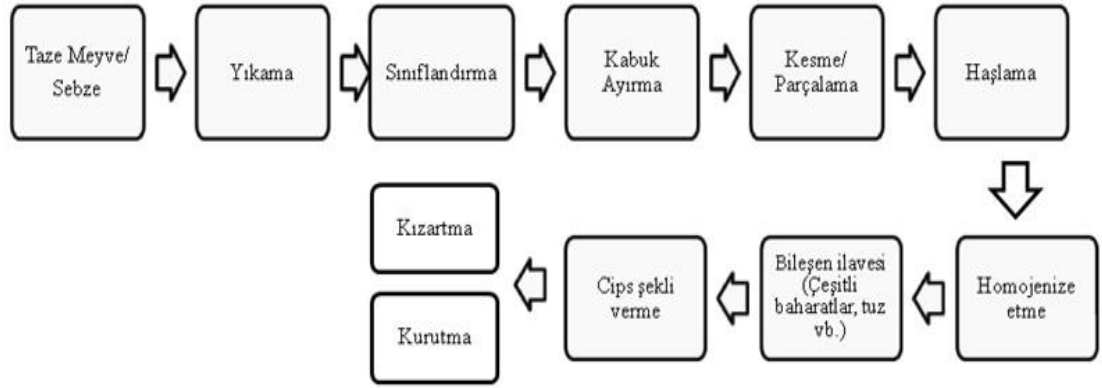 Taze Meyve/
Sebze
Yıkama
Sınıflandırma
Kabuk
Ayırma
Kesme/
Parçalama
Haşlama
Homojenize
etme
Bileşen ilavesi
(Çeşitli
baharatlar, tuz
vb.)
Cips şekli
verme
Kızartma
Kurutma